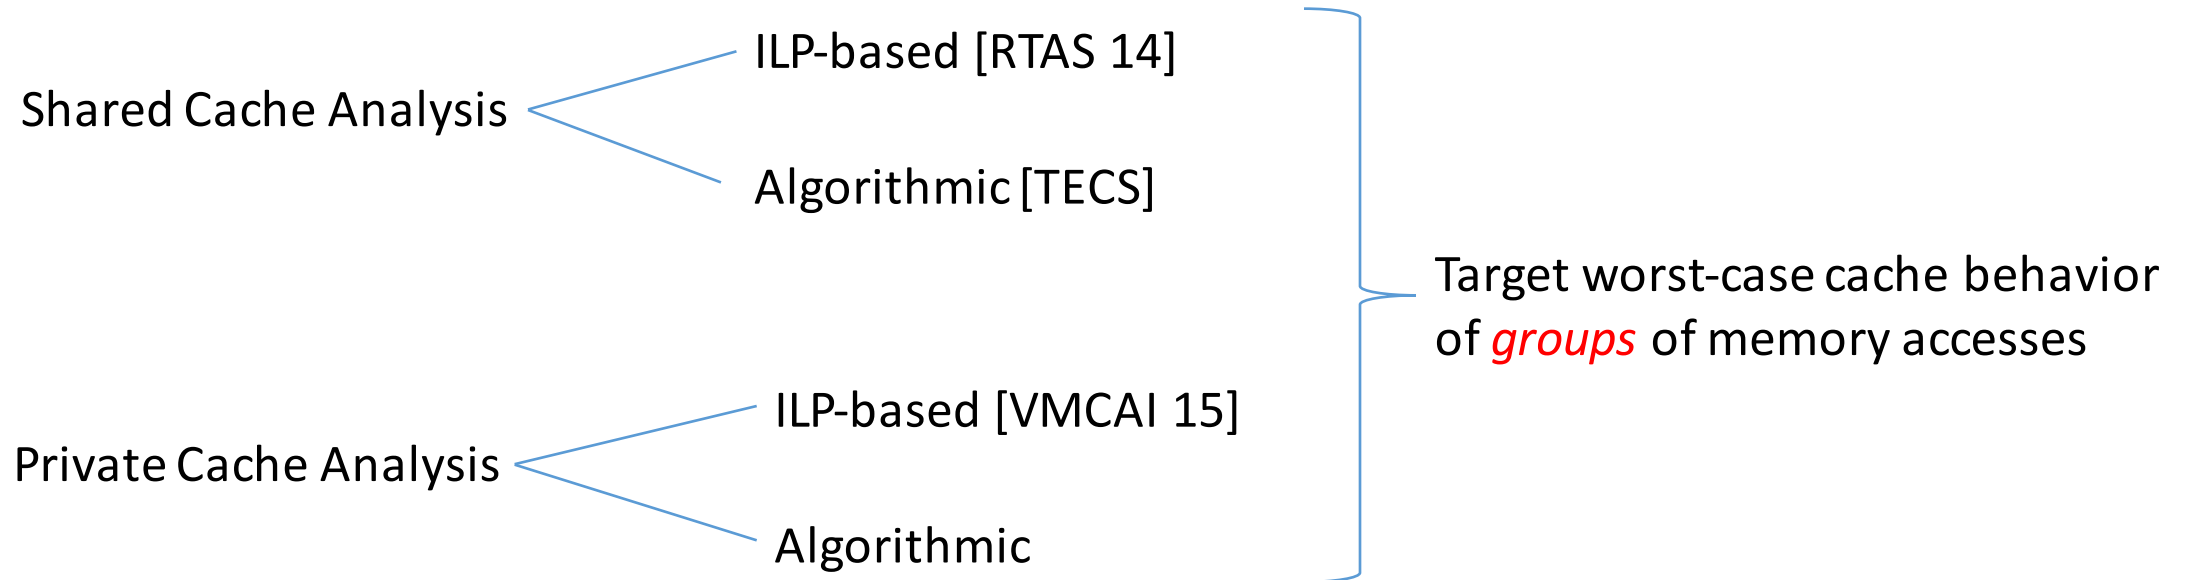 Shared Cache Analysis
ILP-based [RTAS 14]
Algorithmic [TECS]
Private Cache Analysis
ILP-based [VMCAI 15]
Algorithmic
Target worst-case cache behavior
of groups of memory accesses